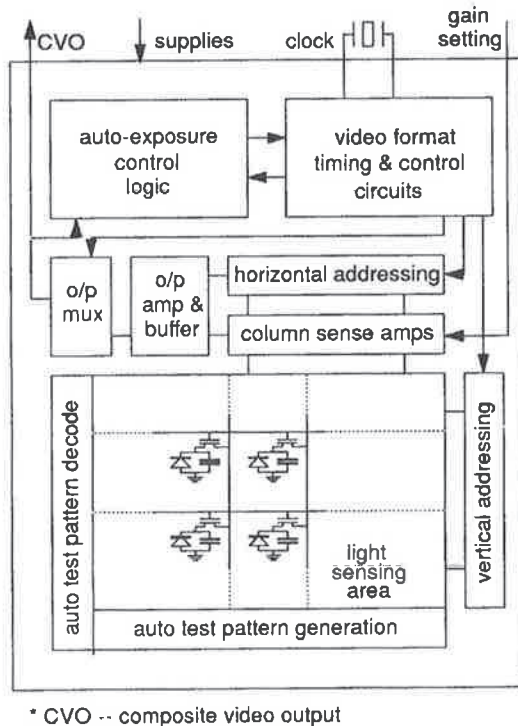 CVO
supplies
clock
gain
setting
auto-exposure
control
logic
video format
timing & control
circuits
o/p
mux
o/p
amp &
buffer
horizontal addressing
column sense amps
auto test pattern decode
light
sensing
area
vertical addressing
auto test pattern generation
* CVO -- composite video output